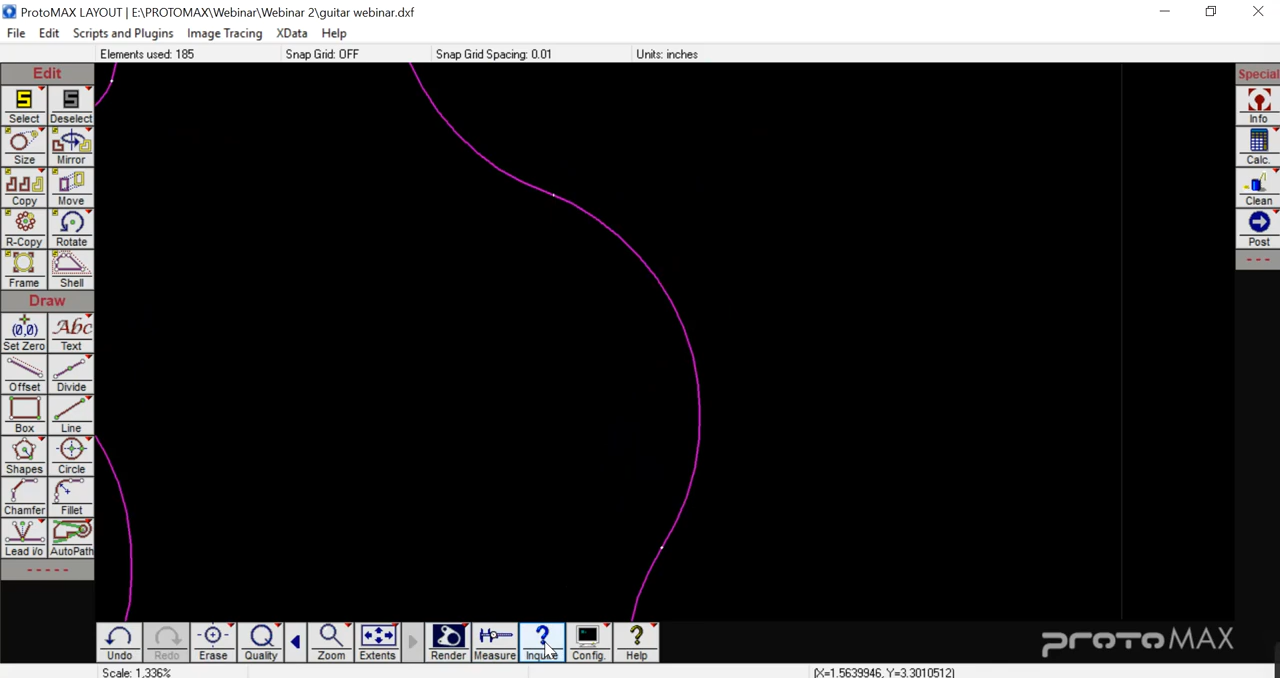 ProtoMAX LAYOUT | E:\PROTOMAX\Webinar\Webinar 2\guitar webinar.dxf
File Edit Scripts and Plugins Image Tracing XData Help
Elements used: 185 Snap Grid: OFF Snap Grid Spacing: 0.01 Units: inches
Edit
Special
Select Deselect
Info
Size Mirror
Calc.
Copy Move
Clean
R-Copy Rotate
Post
Frame Shell
Draw
(0,0) Abc
Set Zero Text
Offset Divide
Box Line
Shapes Circle
Chamfer Fillet
Lead i/o AutoPath
Undo Redo Erase Quality Zoom Extents Render Measure Inquire Config. Help
protoMAX
Scale: 1.336% (X=1.5639946, Y=3.3010512)